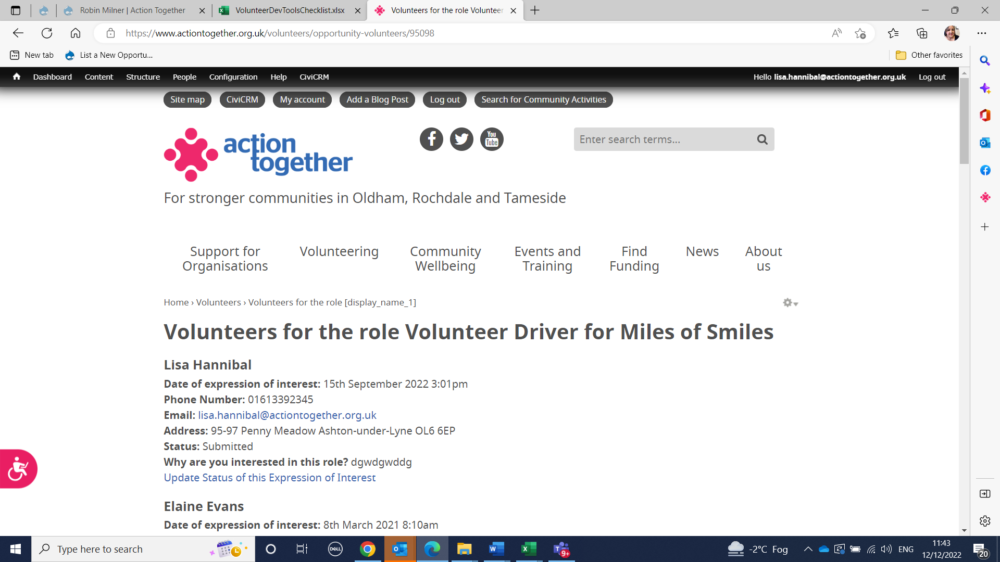 Robin Milner | Action Together
VolunteerDevToolsChecklist.xlsx
Volunteers for the role Volunteer
https://www.actiontogether.org.uk/volunteers/opportunity-volunteers/95098
New tab
List a New Opportu...
Other favorites
Dashboard Content Structure People Configuration Help CiviCRM
Hello lisa.hannibal@actiontogether.org.uk Log out
Site map CiviCRM My account Add a Blog Post Log out Search for Community Activities
action
together
You
Tube
Enter search terms...
For stronger communities in Oldham, Rochdale and Tameside
Support for
Organisations
Volunteering
Community
Wellbeing
Events and
Training
Find
Funding
News
About
us
Home › Volunteers › Volunteers for the role [display_name_1]
Volunteers for the role Volunteer Driver for Miles of Smiles
Lisa Hannibal
Date of expression of interest: 15th September 2022 3:01pm
Phone Number: 01613392345
Email: lisa.hannibal@actiontogether.org.uk
Address: 95-97 Penny Meadow Ashton-under-Lyne OL6 6EP
Status: Submitted
Why are you interested in this role? dgwdgwddg
Update Status of this Expression of Interest
Elaine Evans
Date of expression of interest: 8th March 2021 8:10am
Type here to search
DELL
9+
-2°C Fog
ENG
11:43
12/12/2022
20